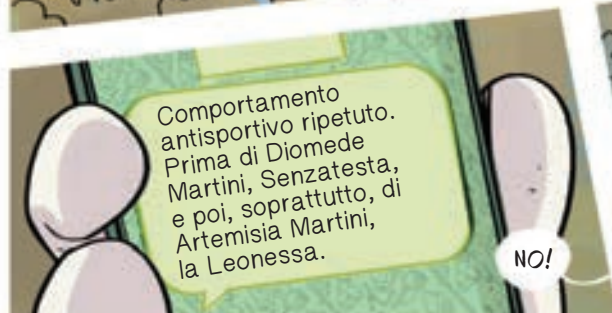 Comportamento
antisportivo ripetuto.
Prima di Diomede
Martini, Senzatesta,
e poi, soprattutto, di
Artemisia Martini,
la Leonessa.
NO!